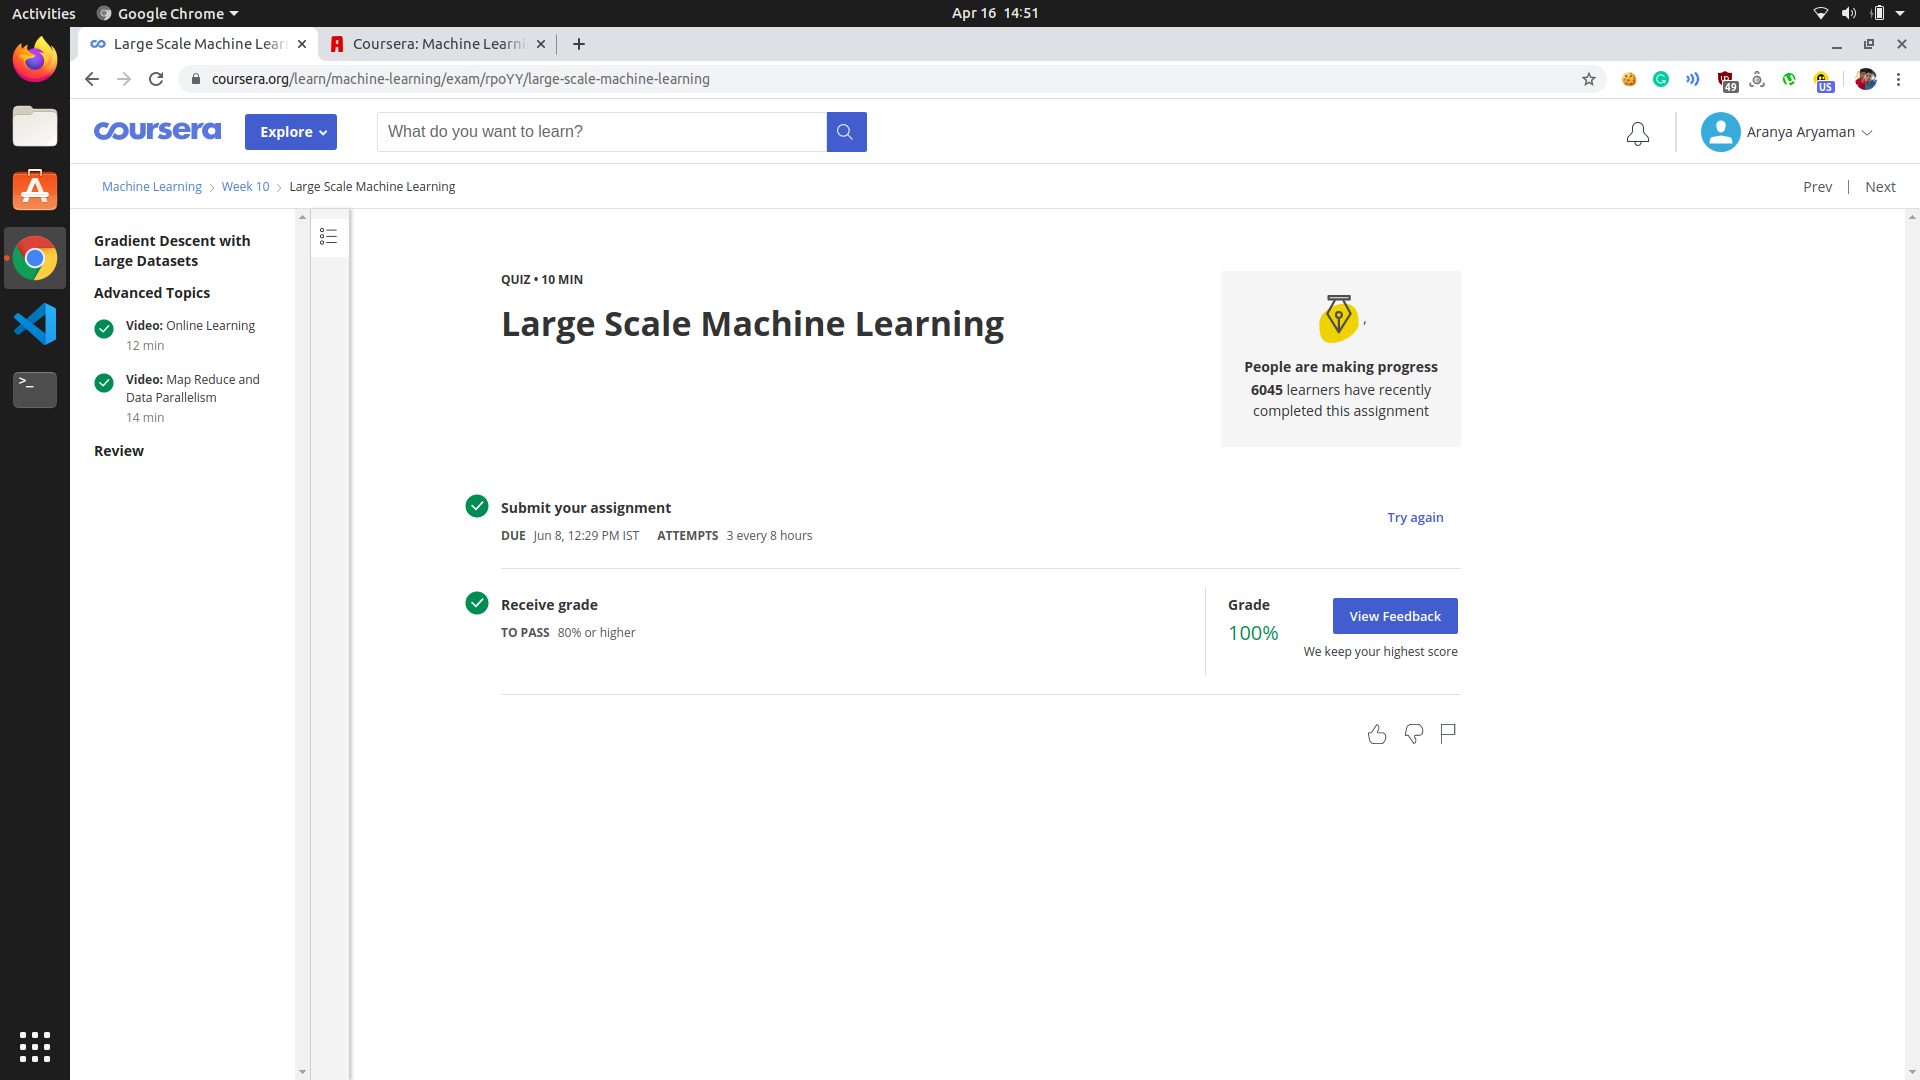 Activities
Google Chrome
Apr 16 14:51
Large Scale Machine Lear
Coursera: Machine Learni
coursera.org/learn/machine-learning/exam/rpoYY/large-scale-machine-learning
49
US
coursera
Explore
What do you want to learn?
Aranya Aryaman
Machine Learning
Week 10
Large Scale Machine Learning
Prev
Next
Gradient Descent with
Large Datasets
Advanced Topics
Video: Online Learning
12 min
Video: Map Reduce and
Data Parallelism
14 min
Review
QUIZ • 10 MIN
Large Scale Machine Learning
,
People are making progress
6045 learners have recently
completed this assignment
Submit your assignment
DUE Jun 8, 12:29 PM IST ATTEMPTS 3 every 8 hours
Try again
Receive grade
TO PASS 80% or higher
Grade
100%
View Feedback
We keep your highest score